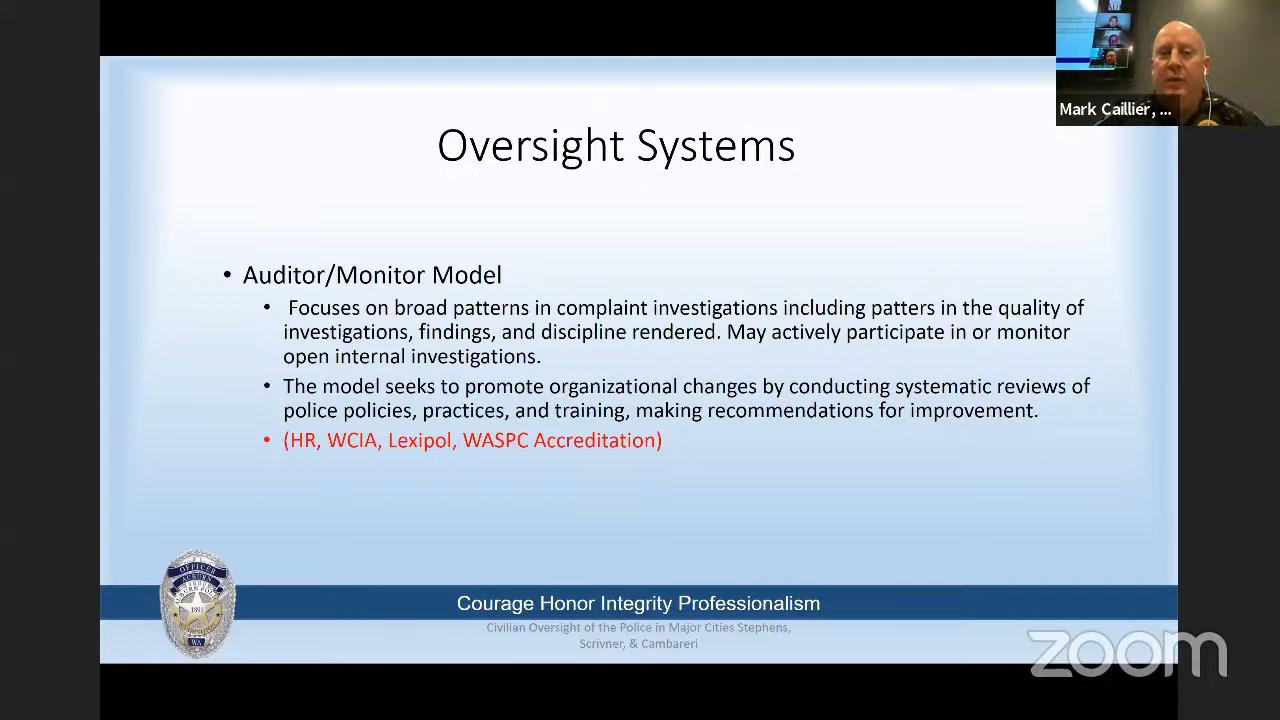 Mark Caillier, ...
Oversight Systems
• Auditor/Monitor Model
• Focuses on broad patterns in complaint investigations including patters in the quality of
investigations, findings, and discipline rendered. May actively participate in or monitor
open internal investigations.
• The model seeks to promote organizational changes by conducting systematic reviews of
police policies, practices, and training, making recommendations for improvement.
• (HR, WCIA, Lexipol, WASPC Accreditation)
OFFICER
AUBURN
1891
WA
Courage Honor Integrity Professionalism
Civilian Oversight of the Police in Major Cities Stephens,
Scrivner, & Cambareri
zoom